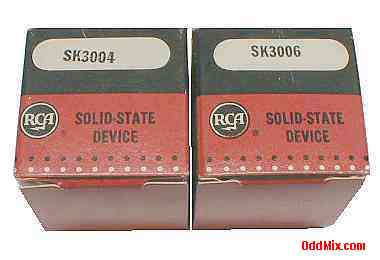 SK3004
RCA
SOLID-STATE
DEVICE
SK3006
RCA
SOLID-STATE
DEVICE
OddMix.com